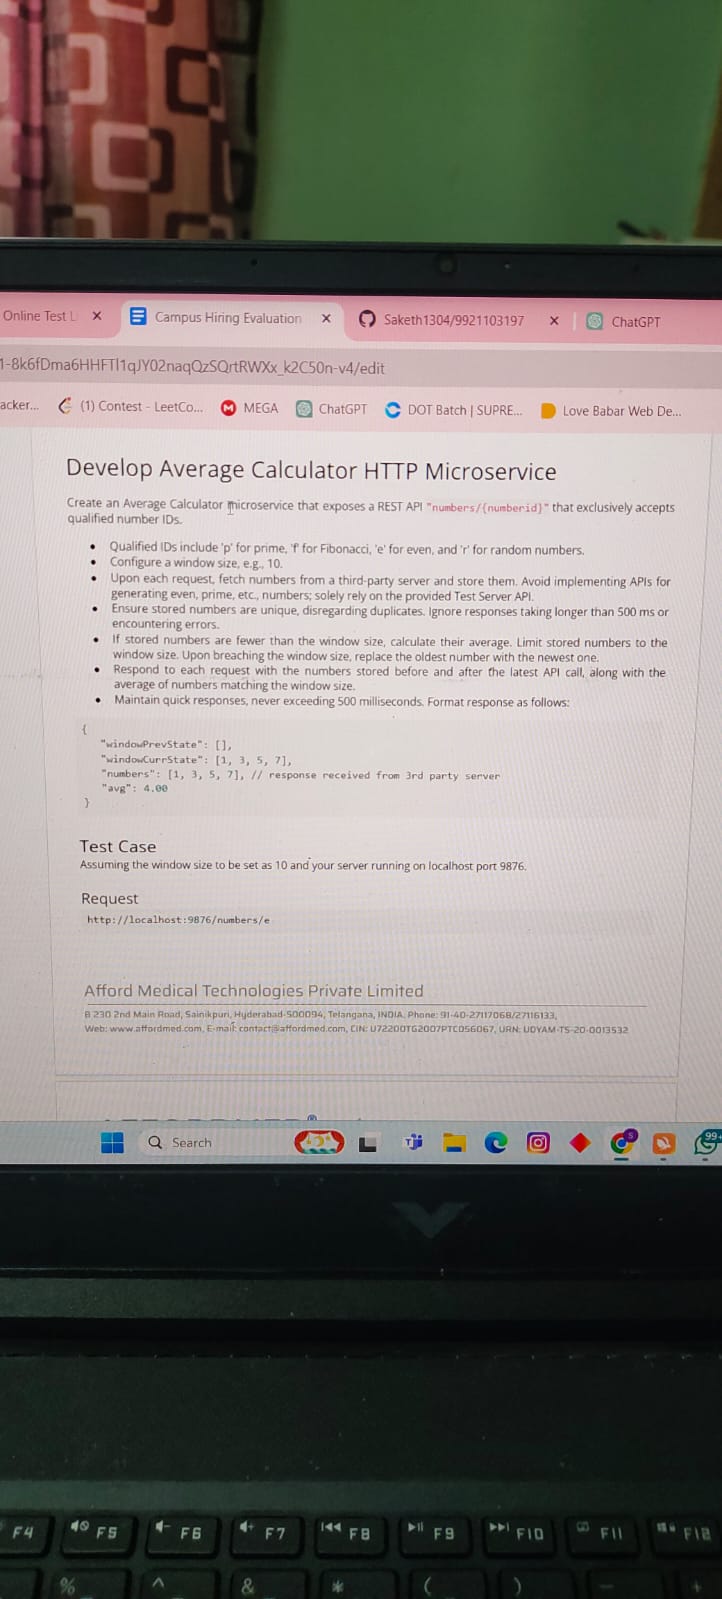 Online Test L
Campus Hiring Evaluation
Saketh1304/9921103197
ChatGPT
1-8k6fDma6HHFTl1qJY02naqQzSQrtRWXx_k2C50n-v4/edit
acker...
(1) Contest - LeetCo...
MEGA
ChatGPT
DOT Batch | SUPRE...
Love Babar Web De...
Develop Average Calculator HTTP Microservice
Create an Average Calculator microservice that exposes a REST API "numbers/{numberid}" that exclusively accepts
qualified number IDs.
• Qualified IDs include 'p' for prime, 'f' for Fibonacci, 'e' for even, and 'r' for random numbers.
• Configure a window size, e.g., 10.
• Upon each request, fetch numbers from a third-party server and store them. Avoid implementing APIs for
generating even, prime, etc., numbers; solely rely on the provided Test Server API.
• Ensure stored numbers are unique, disregarding duplicates. Ignore responses taking longer than 500 ms or
encountering errors.
• If stored numbers are fewer than the window size, calculate their average. Limit stored numbers to the
window size. Upon breaching the window size, replace the oldest number with the newest one.
• Respond to each request with the numbers stored before and after the latest API call, along with the
average of numbers matching the window size.
• Maintain quick responses, never exceeding 500 milliseconds. Format response as follows:
{
"windowPrevState": [],
"windowCurrState": [1, 3, 5, 7],
"numbers": [1, 3, 5, 7], // response received from 3rd party server
"avg": 4.00
}
Test Case
Assuming the window size to be set as 10 and your server running on localhost port 9876.
Request
http://localhost:9876/numbers/e
Afford Medical Technologies Private Limited
B 230 2nd Main Road, Sainikpuri, Hyderabad-500094, Telangana, INDIA. Phone: 91-40-27117068/27116133,
Web: www.affordmed.com, E-mail: contact@affordmed.com, CIN: U72200TG2007PTC056067, URN: UDYAM-TS-20-0013532
Search
S
99+
F4
F5
F6
F7
F8
F9
F10
F11
F12
%
^
&
*
(
)